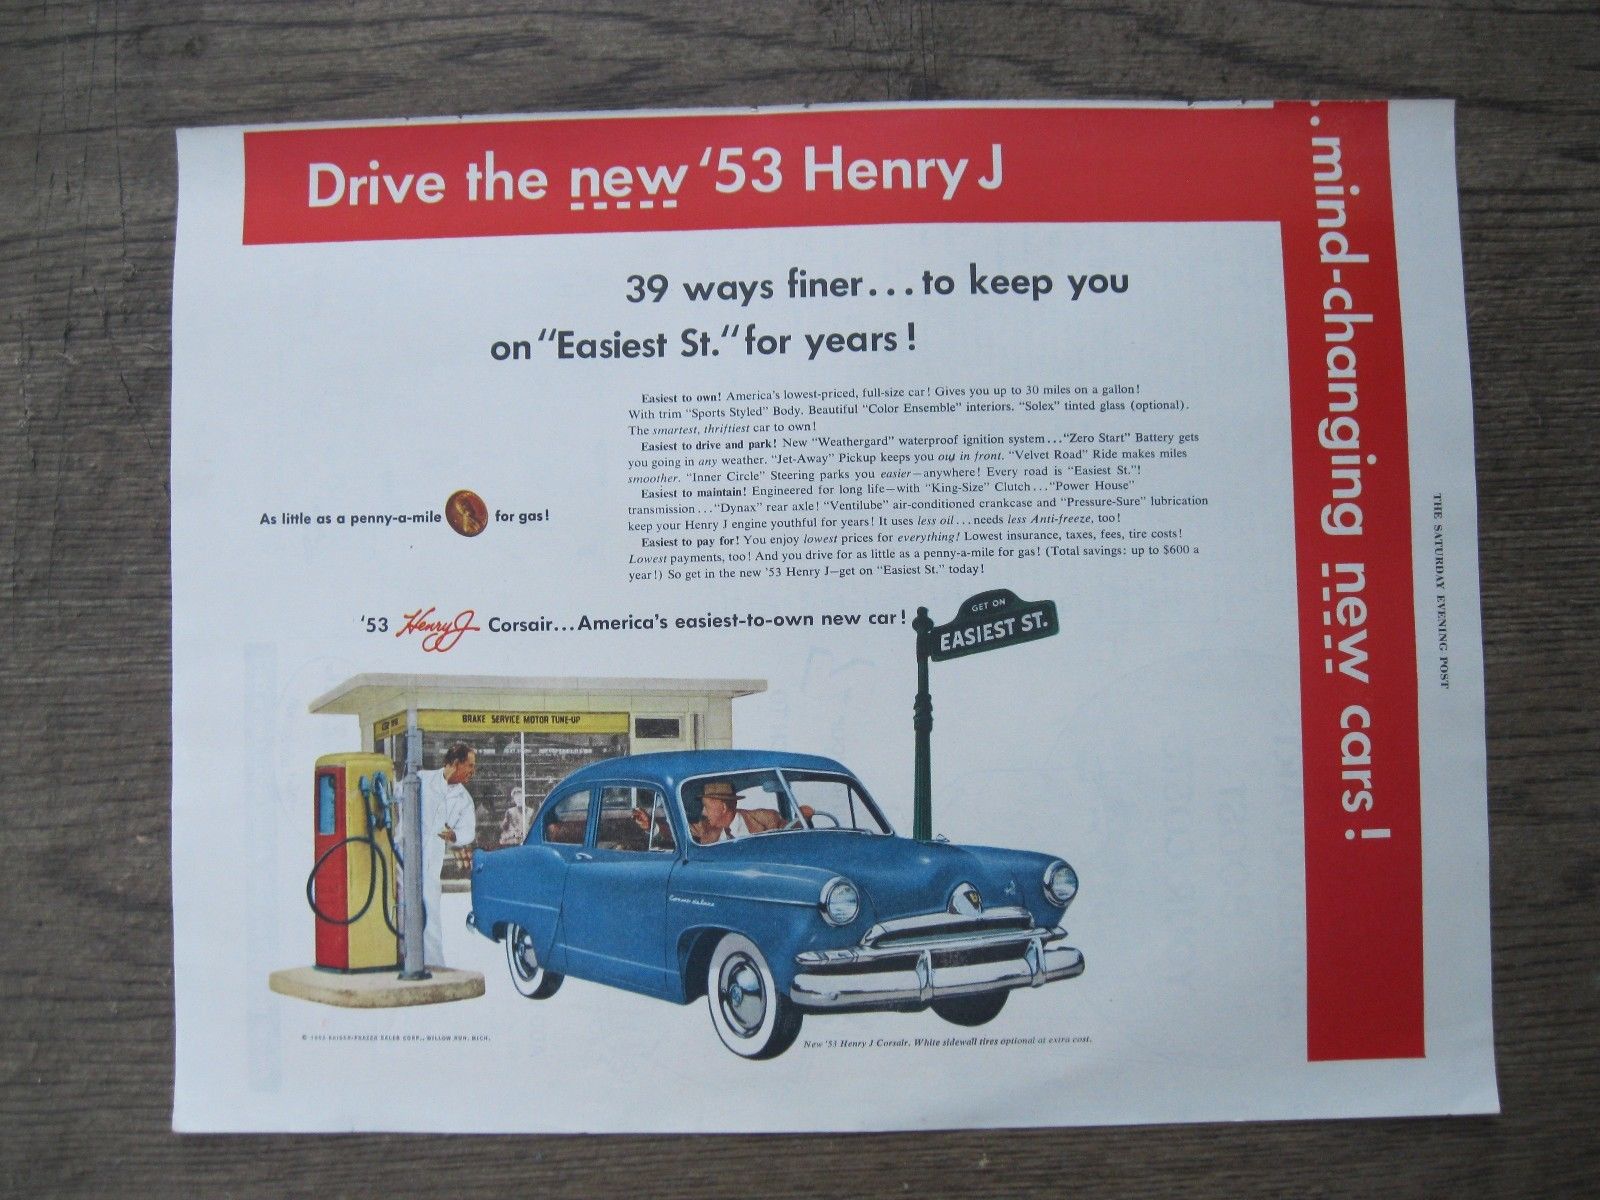 Drive the new '53 Henry J
..mind-changing new cars!
39 ways finer...to keep you
on "Easiest St." for years!
Easiest to own! America's lowest-priced, full-size car! Gives you up to 30 miles on a gallon!
With trim "Sports Styled" Body. Beautiful "Color Ensemble" interiors. "Solex" tinted glass (optional).
The smartest, thriftiest car to own!
Easiest to drive and park! New "Weathergard" waterproof ignition system..."Zero Start" Battery gets
you going in any weather. "Jet-Away" Pickup keeps you out in front. "Velvet Road" Ride makes miles
smoother. "Inner Circle" Steering parks you easier—anywhere! Every road is "Easiest St."!
Easiest to maintain! Engineered for long life—with "King-Size" Clutch..."Power House"
transmission..."Dynax" rear axle! "Ventilube" air-conditioned crankcase and "Pressure-Sure" lubrication
keep your Henry J engine youthful for years! It uses less oil...needs less Anti-freeze, too!
Easiest to pay for! You enjoy lowest prices for everything! Lowest insurance, taxes, fees, tire costs!
Lowest payments, too! And you drive for as little as a penny-a-mile for gas! (Total savings: up to $600 a
year!) So get in the new '53 Henry J—get on "Easiest St." today!
As little as a penny-a-mile for gas!
'53 Henry J Corsair...America's easiest-to-own new car!
GET ON
EASIEST ST.
BRAKE SERVICE MOTOR TUNE-UP
Corsair deluxe
© 1953 KAISER-FRAZER SALES CORP., WILLOW RUN, MICH.
New '53 Henry J Corsair. White sidewall tires optional at extra cost.
THE SATURDAY EVENING POST